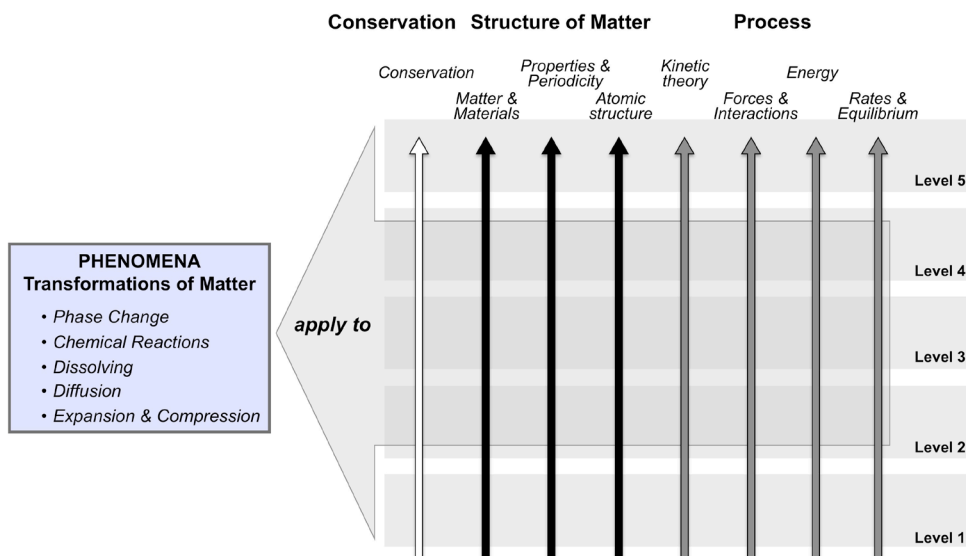 Conservation Structure of Matter Process
Conservation
Properties &
Periodicity
Kinetic
theory
Energy
Matter &
Materials
Atomic
structure
Forces &
Interactions
Rates &
Equilibrium
Level 5
Level 4
Level 3
Level 2
Level 1
PHENOMENA
Transformations of Matter
• Phase Change
• Chemical Reactions
• Dissolving
• Diffusion
• Expansion & Compression
apply to